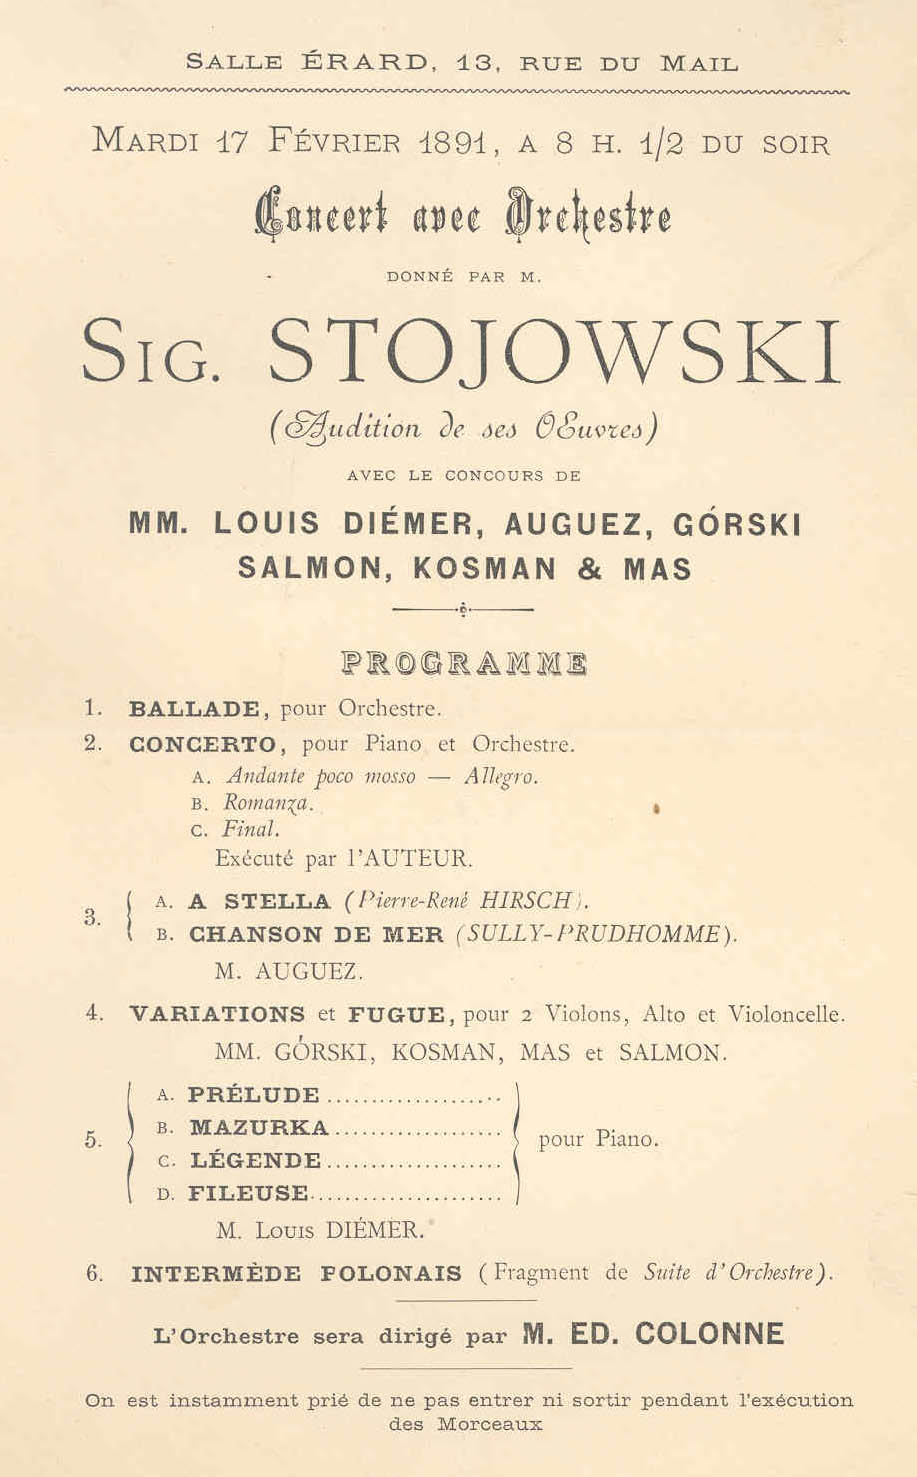 SALLE ÉRARD, 13, RUE DU MAIL
MARDI 17 FÉVRIER 1891, A 8 H. 1/2 DU SOIR
Concert avec Orchestre
DONNÉ PAR M.
SIG. STOJOWSKI
(Audition de ses OEuvres)
AVEC LE CONCOURS DE
MM. LOUIS DIÉMER, AUGUEZ, GÓRSKI
SALMON, KOSMAN & MAS
PROGRAMME
1. BALLADE, pour Orchestre.
2. CONCERTO, pour Piano et Orchestre.
A. Andante poco mosso — Allegro.
B. Romanza.
C. Final.
Exécuté par l'AUTEUR.
3. A. A STELLA (Pierre-René HIRSCH).
B. CHANSON DE MER (SULLY-PRUDHOMME).
M. AUGUEZ.
4. VARIATIONS et FUGUE, pour 2 Violons, Alto et Violoncelle.
MM. GÓRSKI, KOSMAN, MAS et SALMON.
A. PRÉLUDE ....................
B. MAZURKA ...................
5. pour Piano.
C. LÉGENDE ....................
D. FILEUSE ......................
M. Louis DIÉMER.
6. INTERMÈDE POLONAIS (Fragment de Suite d'Orchestre).
L'Orchestre sera dirigé par M. ED. COLONNE
On est instamment prié de ne pas entrer ni sortir pendant l'exécution
des Morceaux